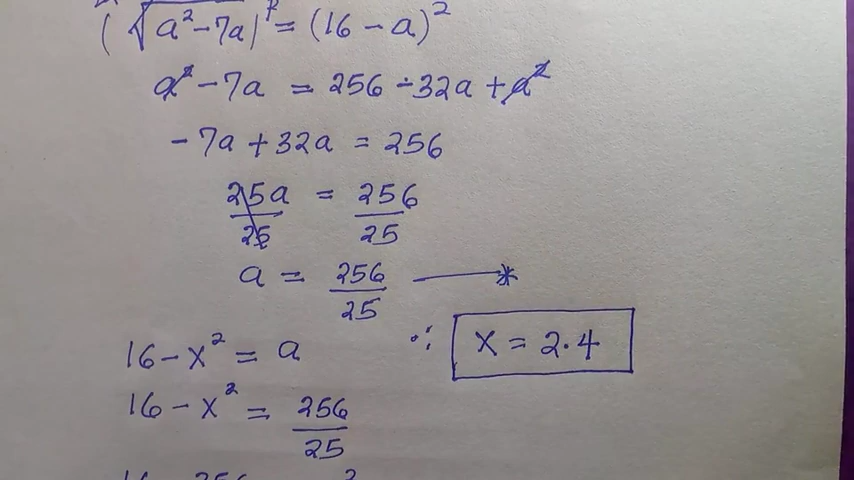 (√a²-7a)² = (16-a)²
a² - 7a = 256 - 32a + a²
- 7a + 32a = 256
25a/25 = 256/25
a = 256/25 → *
16 - x² = a
∴ x = 2.4
16 - x² = 256/25